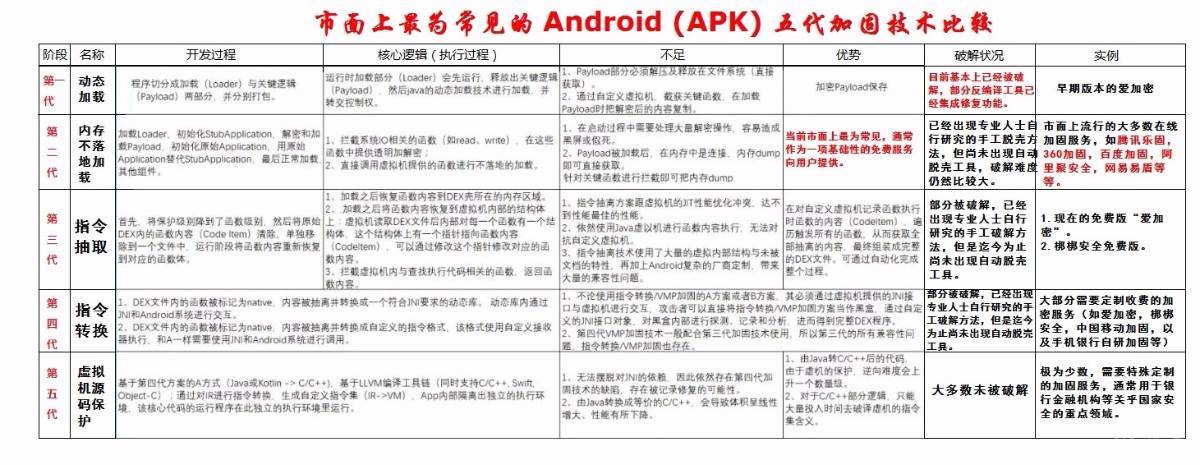 市面上最为常见的 Android (APK) 五代加固技术比较
阶段
名称
开发过程
核心逻辑（执行过程）
不足
优势
破解状况
实例
第一
代
动态
加载
程序切分成加载（Loader）与关键逻辑
（Payload）两部分，并分别打包。
运行时加载部分（Loader）会先运行，释放出关键逻辑
（Payload），然后java的动态加载技术进行加载，并
转交控制权。
1、Payload部分必须解压及释放在文件系统（直接
获取）。
2、通过自定义虚拟机，截获关键函数，在加载
Payload时把解密后的内容复制。
加密Payload保存
目前基本上已经被破
解，部分反编译工具已
经集成修复功能。
早期版本的爱加密
第
二
代
内存
不落
地加
载
加载Loader，初始化StubApplication，解密和加
载Payload，初始化原始Application，用原始
Application替代StubApplication，最后正常加载
其他组件。
1、拦截系统IO相关的函数（如read、write），在这些
函数中提供透明加解密；
2、直接调用虚拟机提供的函数进行不落地的加载。
1、在启动过程中需要处理大量解密操作，容易造成
黑屏或假死。
2、Payload被加载后，在内存中是连接，内存dump
即可直接获取。
针对关键函数进行拦截即可把内存dump
当前市面上最为常见，通常
作为一项基础性的免费服务
向用户提供。
已经出现专业人士自
行研究的手工脱壳方
法，但尚未出现自动
脱壳工具，破解难度
仍然比较大。
市面上流行的大多数在线
加固服务，如腾讯乐固，
360加固，百度加固，阿
里聚安全，网易易盾等
等。
第
三
代
指令
抽取
首先、将保护级别降到了函数级别，然后将原始
DEX内的函数内容（Code Item）清除，单独移
除到一个文件中，运行阶段将函数内容重新恢复
到对应的函数体。
1、加载之后恢复函数内容到DEX壳所在的内存区域。
2、加载之后将函数内容恢复到虚拟机内部的结构体
上：虚拟机读取DEX文件后内部对每一个函数有一个结
构体，这个结构体上有一个指针指向函数内容
（CodeItem），可以通过修改这个指针修改对应的函
数内容。
3、拦截虚拟机内与查找执行代码相关的函数，返回函
数内容。
1、指令抽离方案跟虚拟机的JIT性能优化冲突，达不
到性能最佳的性能。
2、依然使用Java虚以机进行函数内容执行，无法对
抗自定义虚拟机。
3、指令抽离技术使用了大量的虚拟内部结构与未被
文档的特性，再加上Android复杂的厂商定制，带来
大量的兼容性问题。
在对自定义虚拟机记录函数执行
时函数的内容（CodeItem），遍
历触发所有的函数，从而获取全
部抽离的内容，最终组装成完整
的DEX文件。可通过自动化完成
整个过程。
部分被破解，已经
出现专业人士自行
研究的手工破解方
法，但是迄今为止
尚未出现自动脱壳
工具。
1. 现在的免费版“爱加
密”。
2. 梆梆安全免费版。
第
四
代
指令
转换
1、DEX文件内的函数被标记为native，内容被抽离并转换成一个符合JNI要求的动态库。 动态库内通过
JNI和Android系统进行交互。
2、DEX文件内的函数被标记为native，内容被抽离并转换成自定义的指令格式，该格式使用自定义接收
器执行，和A一样需要使用JNI和Android系统进行调用。
1、不论使用指令转换/VMP加固的A方案或者B方案，其必须通过虚拟机提供的JNI接
口与虚拟机进行交互，攻击者可以直接将指令转换/VMP加固方案当作黑盒，通过自定
义的JNI接口对象，对黑盒内部进行探测、记录和分析，进而得到完整DEX程序。
2、第四代VMP加固技术一般配合第三代加固技术使用，所以第三代的所有兼容性问
题，指令转换/VMP加固也存在。
部分被破解，已经出现
专业人士自行研究的手
工破解方法，但是迄今
为止尚未出现自动脱壳
工具。
大部分需要定制收费的加
密服务（如爱加密，梆梆
安全，中国移动加固，以
及手机银行自研加固等）
第
五
代
虚拟
机源
码保
护
基于第四代方案的A方式（Java或Kotlin -> C/C++)，基于LLVM编译工具链（同时支持C/C++, Swift,
Object-C）；通过对IR进行指令转换，生成自定义指令集（IR->VM）、App内部隔离出独立的执行环
境，该核心代码的运行程序在此独立的执行环境里运行。
1、无法摆脱对JNI的依赖，因此依然存在第四代加
固技术的缺陷，存在被记录修复的可能性。
2、由Java转换成等价的C/C++，会导致体积呈线性
增大、性能有所下降。
1、由Java转C/C++后的代码，
由于虚机的保护，逆向难度会上
升一个数量级。
2、对于C/C++部分逻辑，只能
大量投入时间去破译虚机的指令
集含义。
大多数未被破解
极为少数，需要特殊定制
的加固服务，通常用于银
行金融机构等关乎国家安
全的重点领域。